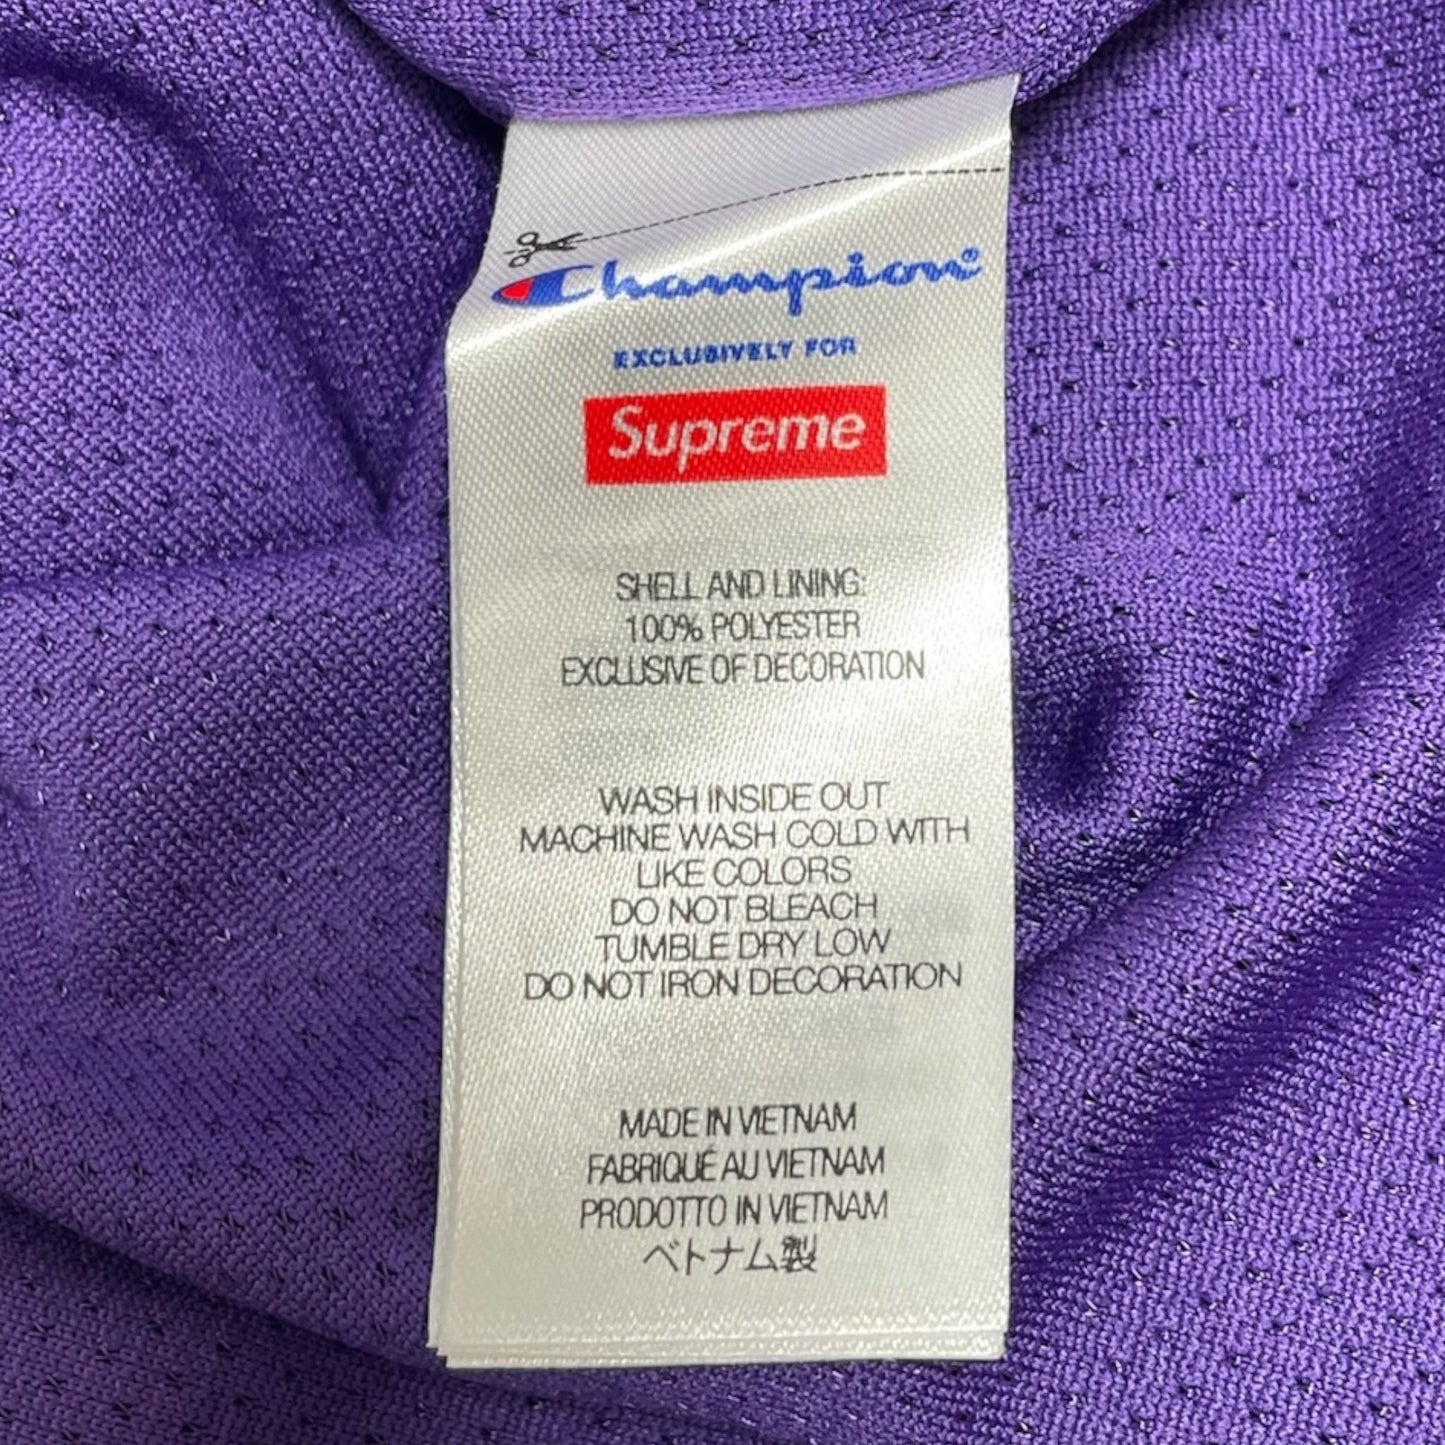 Champion®
EXCLUSIVELY FOR
Supreme
SHELL AND LINING:
100% POLYESTER
EXCLUSIVE OF DECORATION
WASH INSIDE OUT
MACHINE WASH COLD WITH
LIKE COLORS
DO NOT BLEACH
TUMBLE DRY LOW
DO NOT IRON DECORATION
MADE IN VIETNAM
FABRIQUÉ AU VIETNAM
PRODOTTO IN VIETNAM
ベトナム製